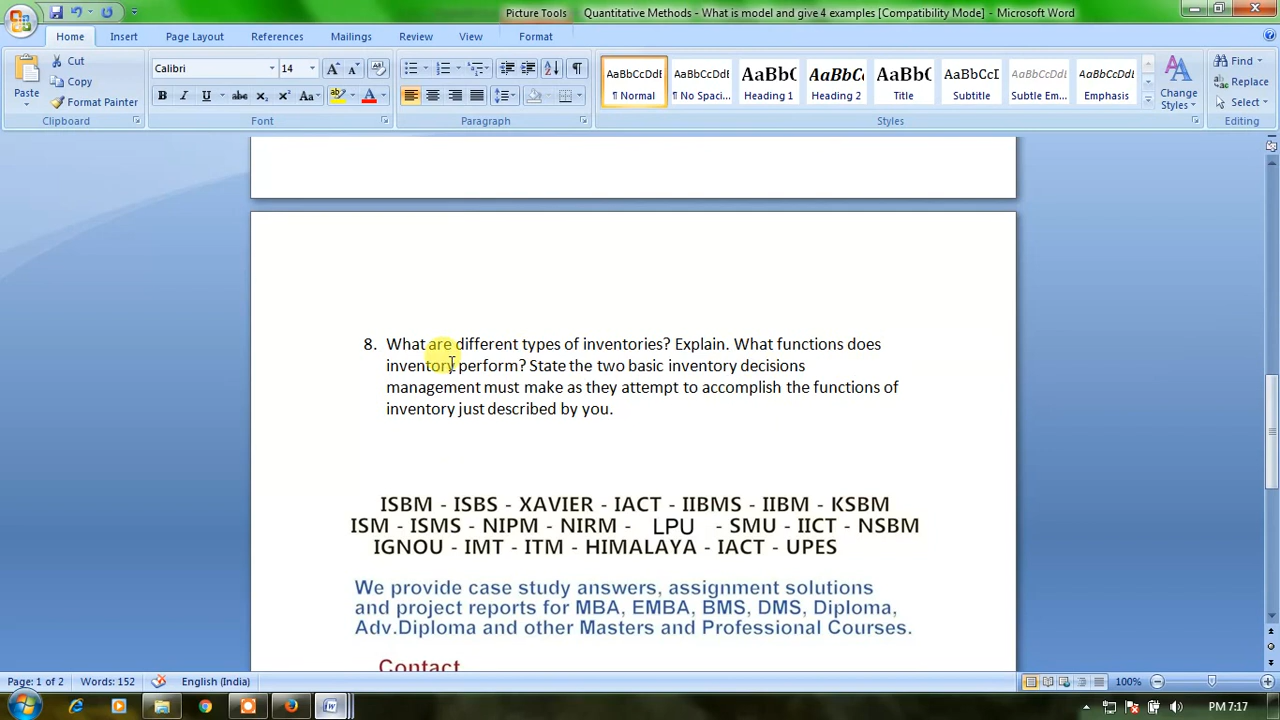 Picture Tools
Quantitative Methods - What is model and give 4 examples [Compatibility Mode] - Microsoft Word
Home Insert Page Layout References Mailings Review View Format
Paste
Cut
Copy
Format Painter
Clipboard
Calibri 14
Font
Paragraph
AaBbCcDdE AaBbCcDdE AaBbC AaBbCc AaBbC AaBbCcI AaBbCcDdE AaBbCcDdE
¶ Normal ¶ No Spaci... Heading 1 Heading 2 Title Subtitle Subtle Em... Emphasis
Change Styles
Styles
Find
Replace
Select
Editing
8. What are different types of inventories? Explain. What functions does
inventory perform? State the two basic inventory decisions
management must make as they attempt to accomplish the functions of
inventory just described by you.
ISBM - ISBS - XAVIER - IACT - IIBMS - IIBM - KSBM
ISM - ISMS - NIPM - NIRM - LPU - SMU - IICT - NSBM
IGNOU - IMT - ITM - HIMALAYA - IACT - UPES
We provide case study answers, assignment solutions
and project reports for MBA, EMBA, BMS, DMS, Diploma,
Adv.Diploma and other Masters and Professional Courses.
Contact
Page: 1 of 2 Words: 152 English (India) 100%
PM 7:17